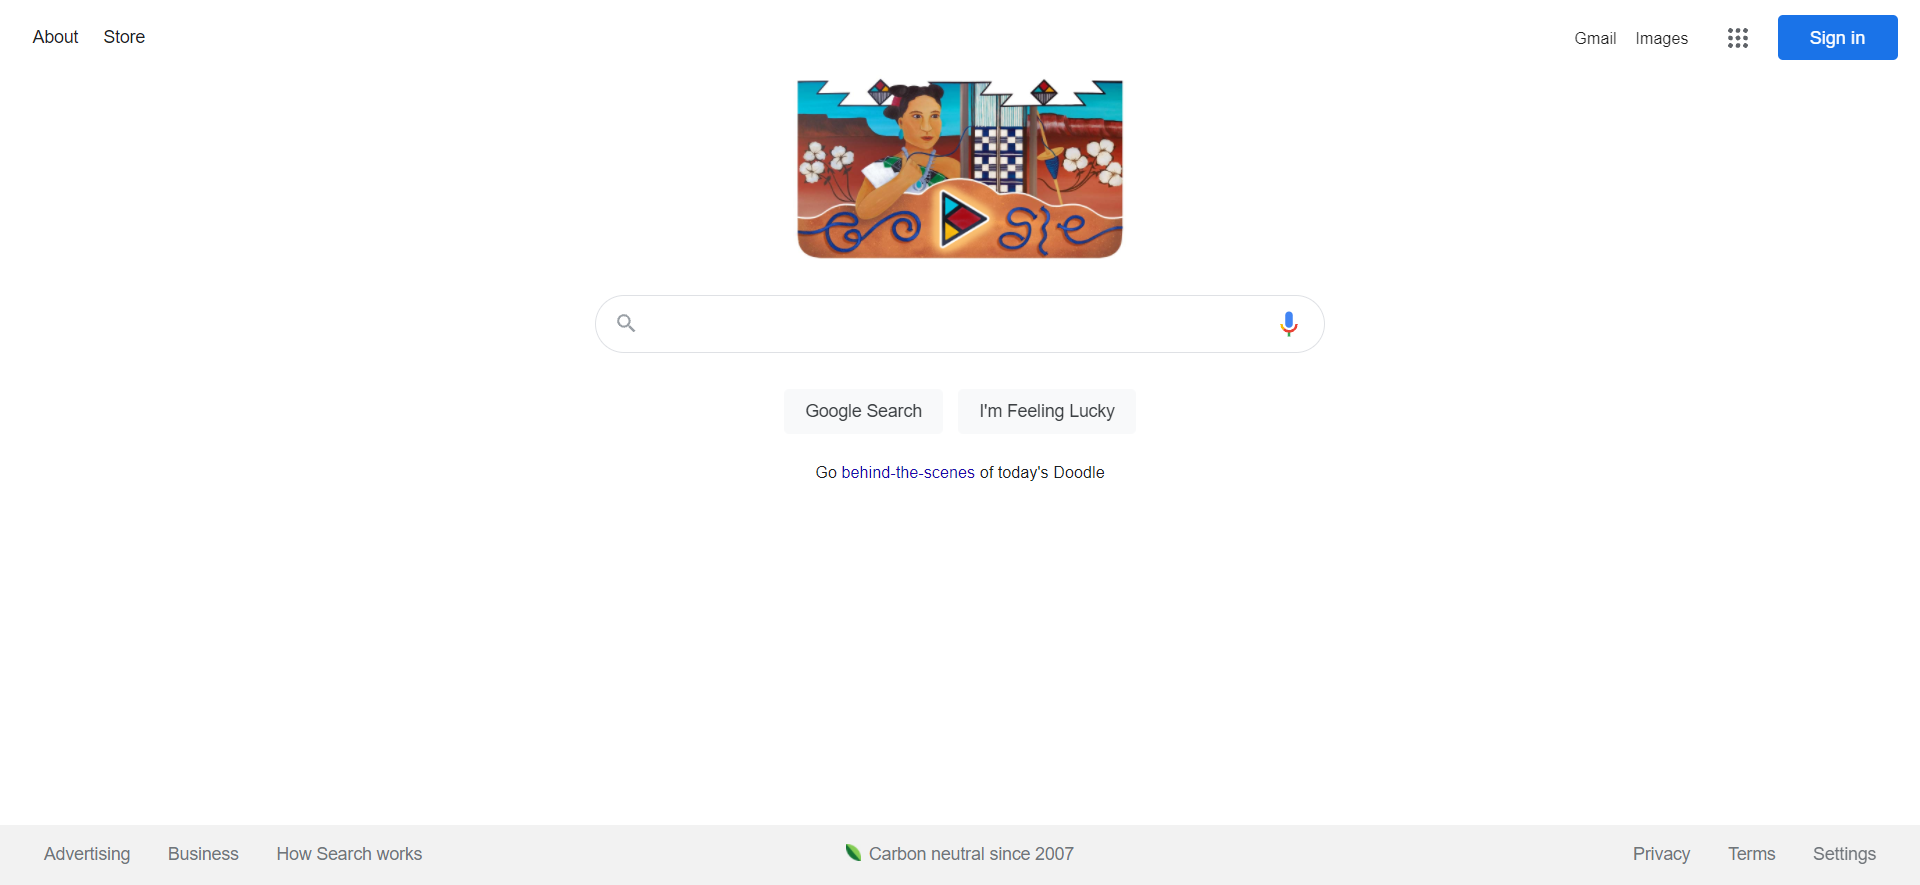 About Store
Gmail Images Sign in
Google
Google Search I'm Feeling Lucky
Go behind-the-scenes of today's Doodle
Advertising Business How Search works Carbon neutral since 2007 Privacy Terms Settings